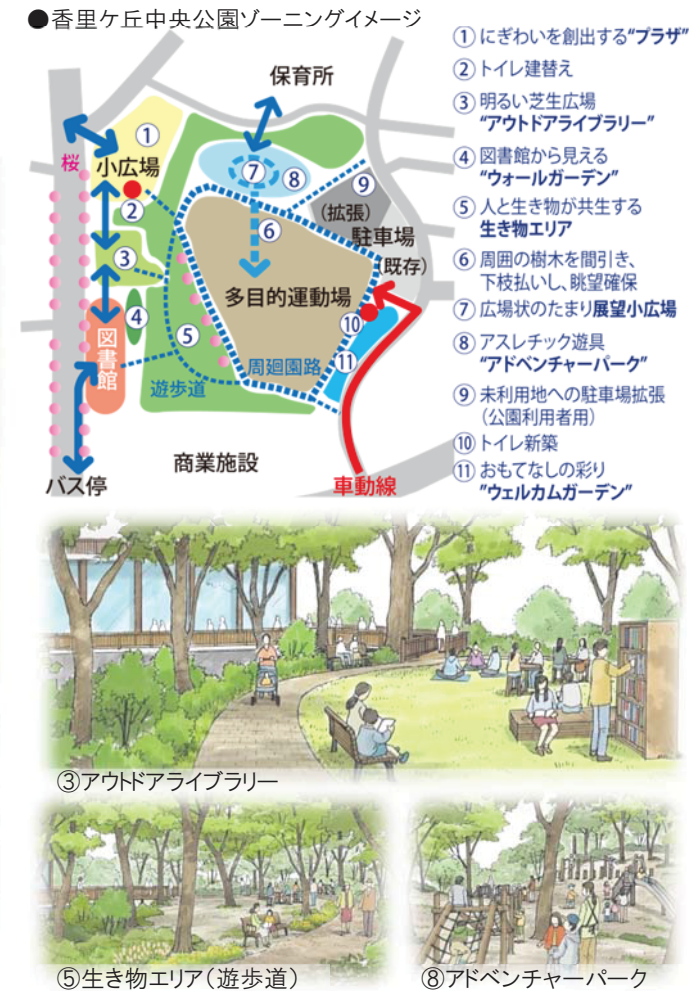 ●香里ケ丘中央公園ゾーニングイメージ
保育所
①
桜
小広場
⑦
⑧
⑨
(拡張)
②
⑥
駐車場
③
(既存)
多目的運動場
④
⑩
図書館
⑤
⑪
周廻園路
遊歩道
商業施設
バス停
車動線
①にぎわいを創出する“プラザ”
②トイレ建替え
③明るい芝生広場
“アウトドアライブラリー”
④図書館から見える
“ウォールガーデン”
⑤人と生き物が共生する
生き物エリア
⑥周囲の樹木を間引き、
下枝払いし、眺望確保
⑦広場状のたまり展望小広場
⑧アスレチック遊具
“アドベンチャーパーク”
⑨未利用地への駐車場拡張
(公園利用者用)
⑩トイレ新築
⑪おもてなしの彩り
”ウェルカムガーデン”
③アウトドアライブラリー
⑤生き物エリア(遊歩道)
⑧アドベンチャーパーク